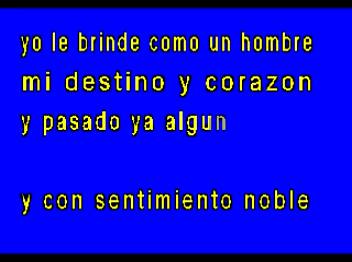 yo le brinde como un hombre
mi destino y corazon
y pasado ya algun
y con sentimiento noble